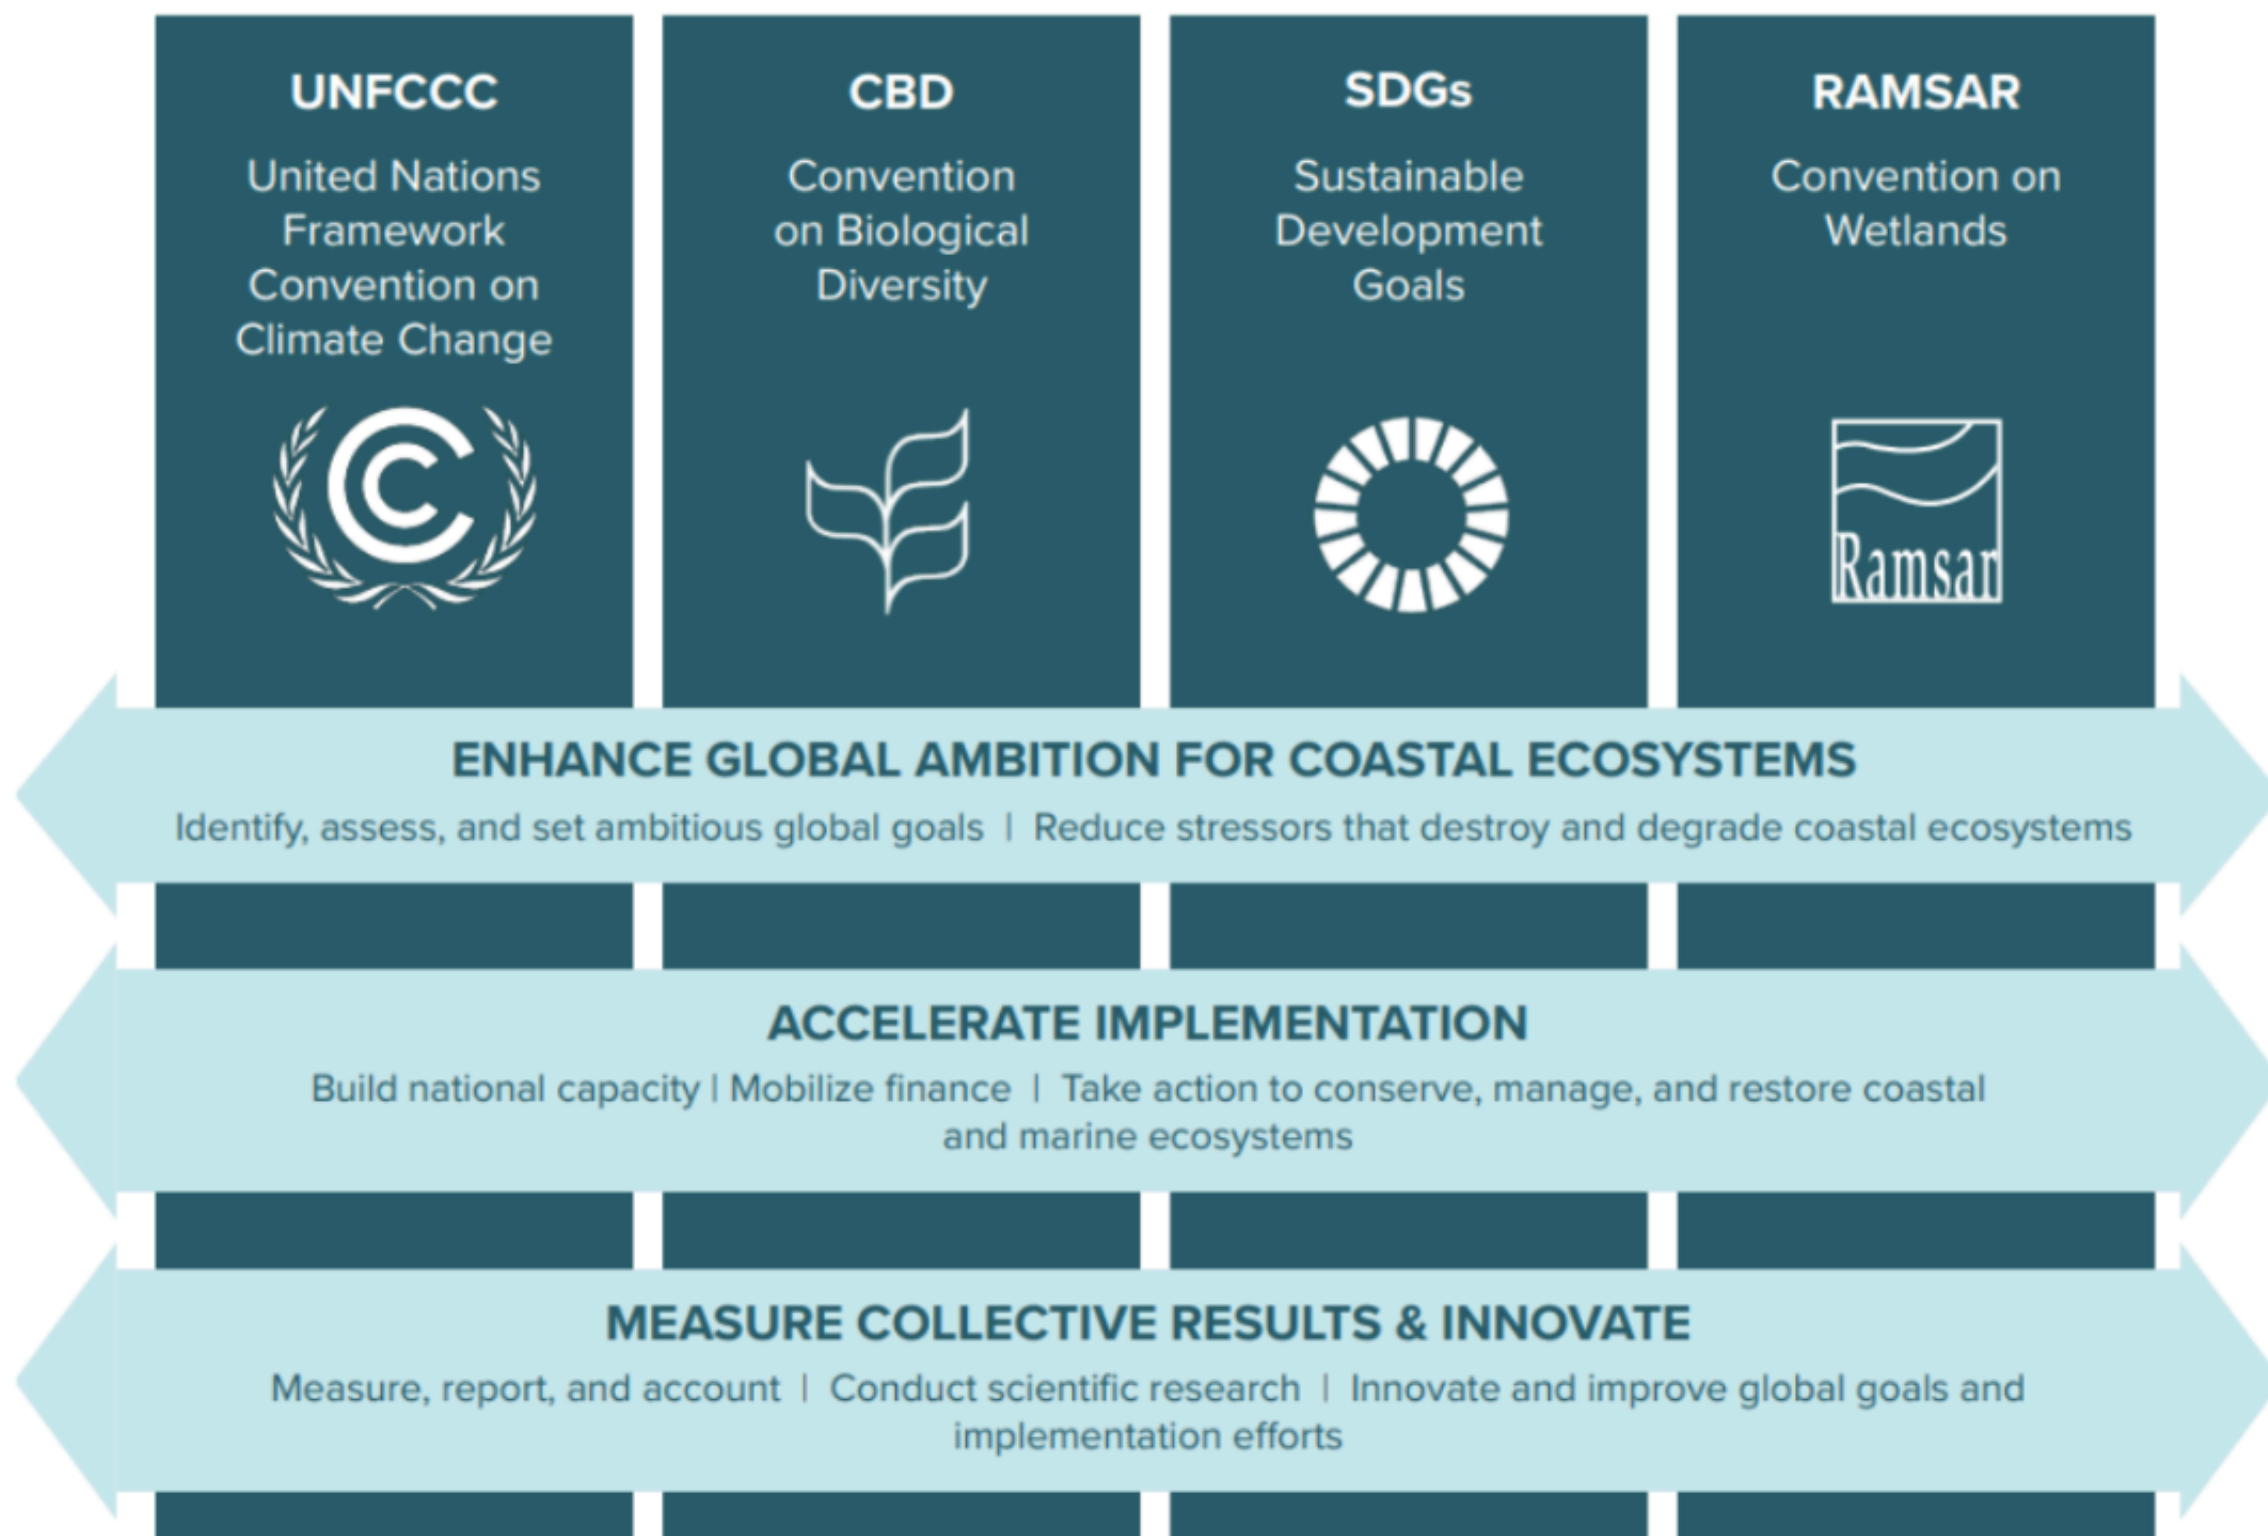 UNFCCC
United Nations
Framework
Convention on
Climate Change
CBD
Convention
on Biological
Diversity
SDGs
Sustainable
Development
Goals
RAMSAR
Convention on
Wetlands
Ramsar
ENHANCE GLOBAL AMBITION FOR COASTAL ECOSYSTEMS
Identify, assess, and set ambitious global goals | Reduce stressors that destroy and degrade coastal ecosystems
ACCELERATE IMPLEMENTATION
Build national capacity | Mobilize finance | Take action to conserve, manage, and restore coastal
and marine ecosystems
MEASURE COLLECTIVE RESULTS & INNOVATE
Measure, report, and account | Conduct scientific research | Innovate and improve global goals and
implementation efforts